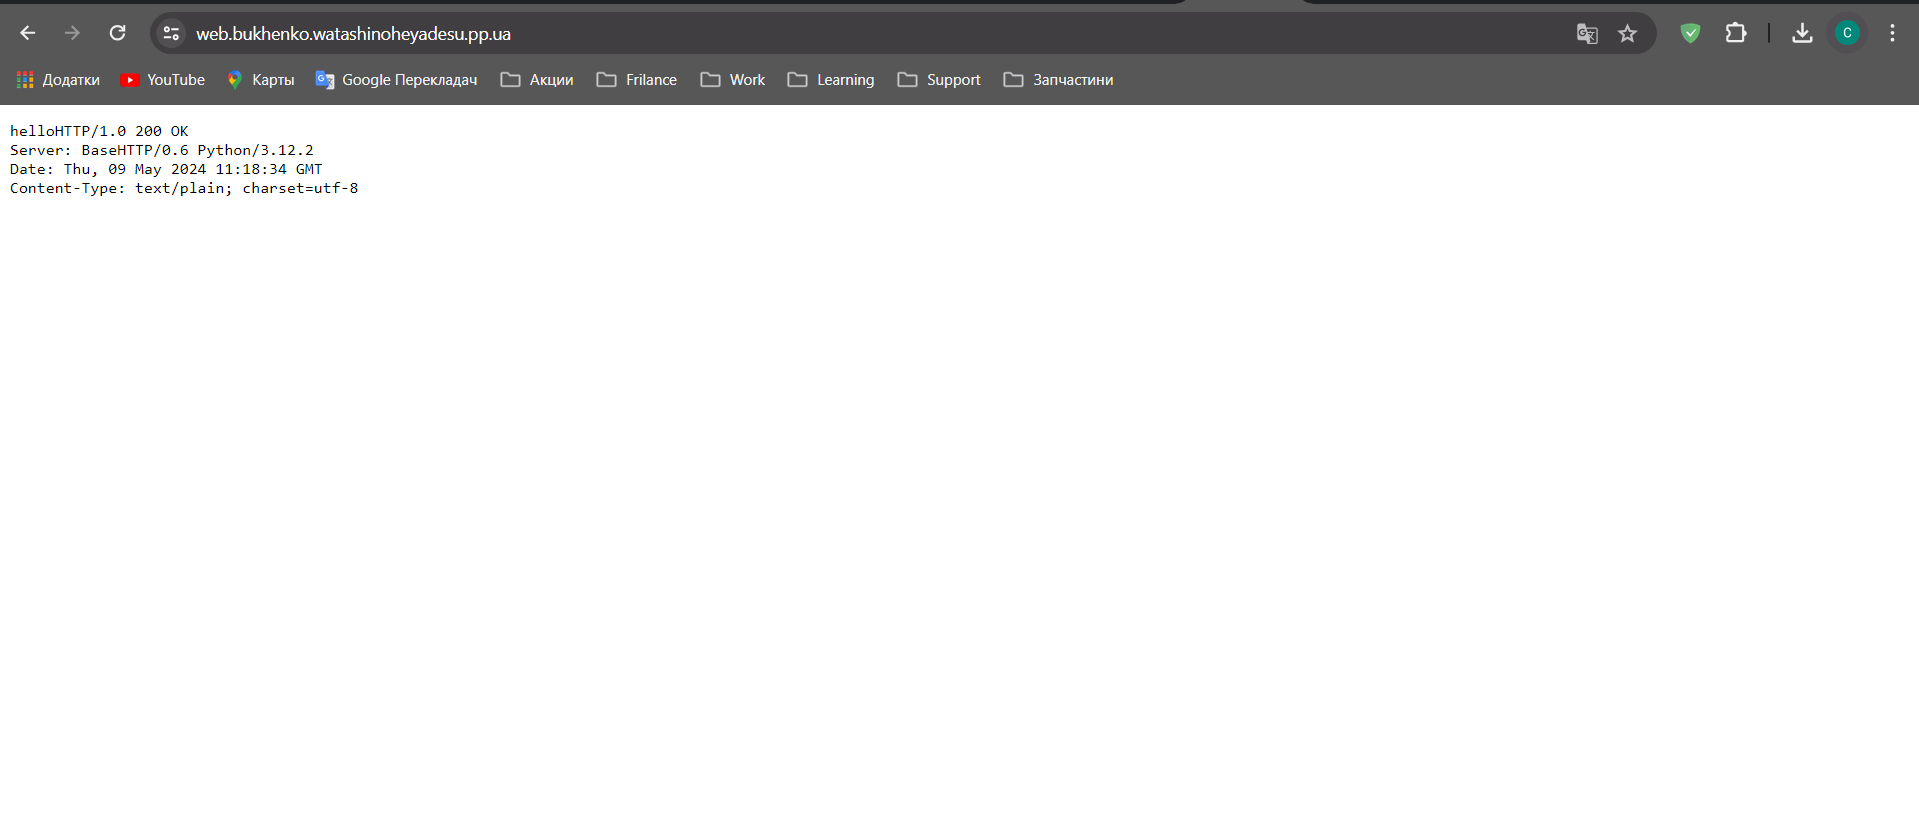 web.bukhenko.watashinoheyadesu.pp.ua
C
Додатки YouTube Карты Google Перекладач Акции Frilance Work Learning Support Запчастини
helloHTTP/1.0 200 OK
Server: BaseHTTP/0.6 Python/3.12.2
Date: Thu, 09 May 2024 11:18:34 GMT
Content-Type: text/plain; charset=utf-8